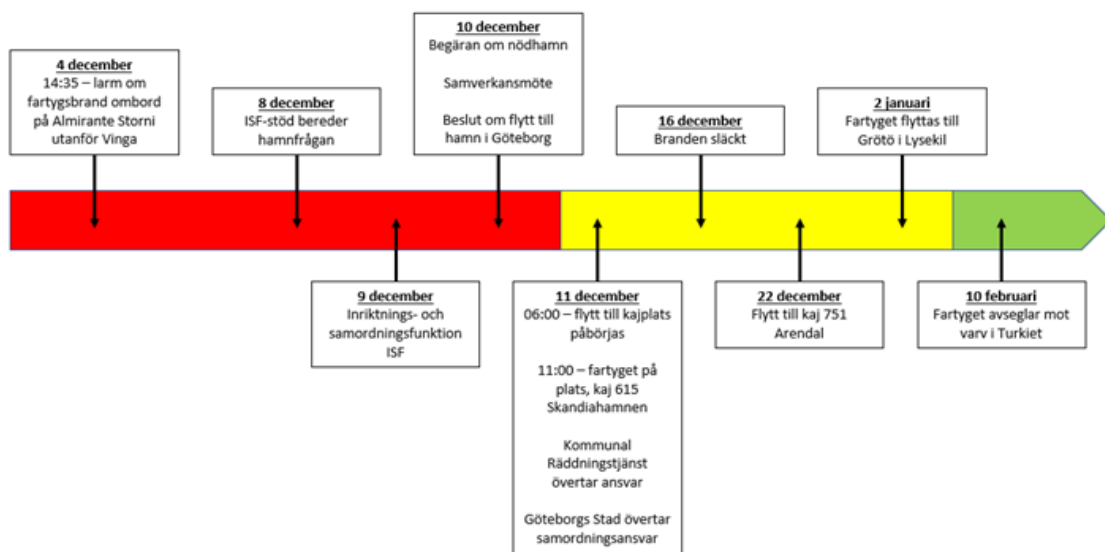 4 december
14:35 – larm om
fartygsbrand ombord
på Almirante Storni
utanför Vinga
8 december
ISF-stöd bereder
hamnfrågan
9 december
Inriktnings- och
samordningsfunktion
ISF
10 december
Begäran om nödhamn
Samverkansmöte
Beslut om flytt till
hamn i Göteborg
11 december
06:00 – flytt till kajplats
påbörjas
11:00 – fartyget på
plats, kaj 615
Skandiahamnen
Kommunal
Räddningstjänst
övertar ansvar
Göteborgs Stad övertar
samordningsansvar
16 december
Branden släckt
22 december
Flytt till kaj 751
Arendal
2 januari
Fartyget flyttas till
Grötö i Lysekil
10 februari
Fartyget avseglar mot
varv i Turkiet